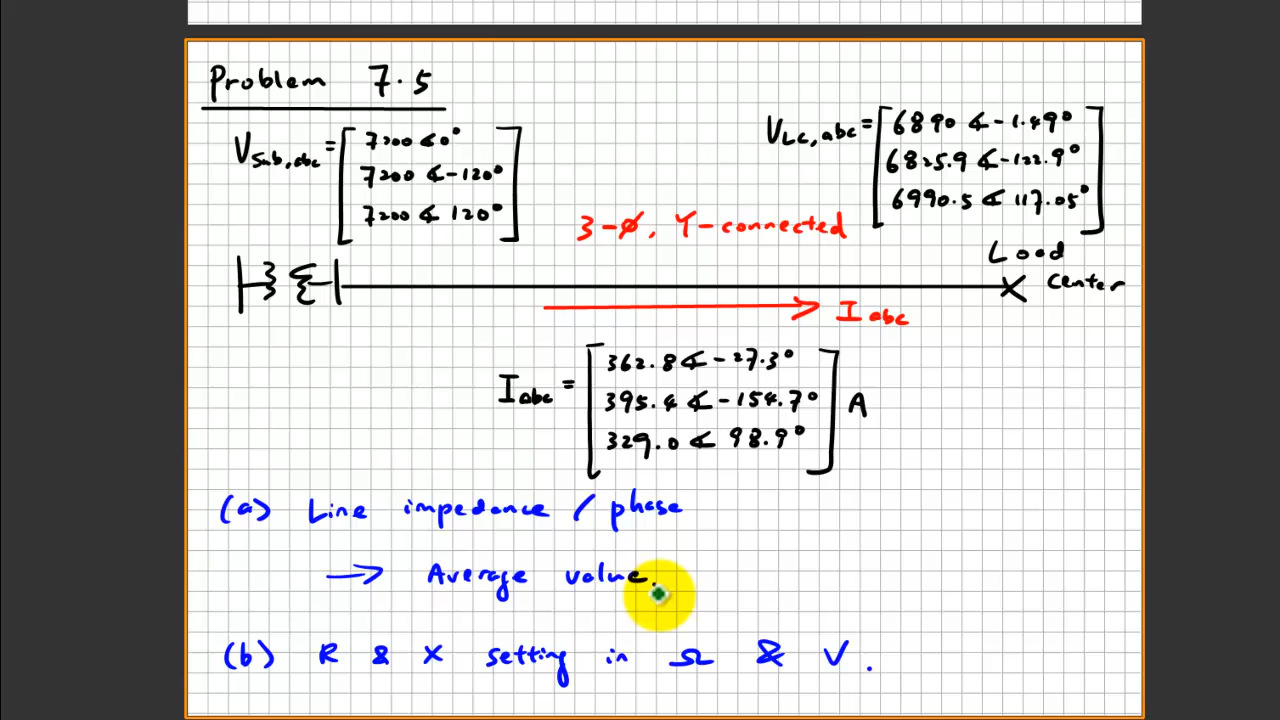 Problem 7.5
V_Sub,abc = [7200 ∠ 0°
7200 ∠ -120°
7200 ∠ 120°]
V_LC,abc = [6890 ∠ -1.49°
6825.9 ∠ -122.9°
6990.5 ∠ 117.05°]
3-φ, Y-connected
Load
center
I_abc
I_abc = [362.8 ∠ -27.3°
395.4 ∠ -154.7°
329.0 ∠ 98.9°] A
(a) Line impedance / phase
→ Average value.
(b) R & X setting in Ω & V.